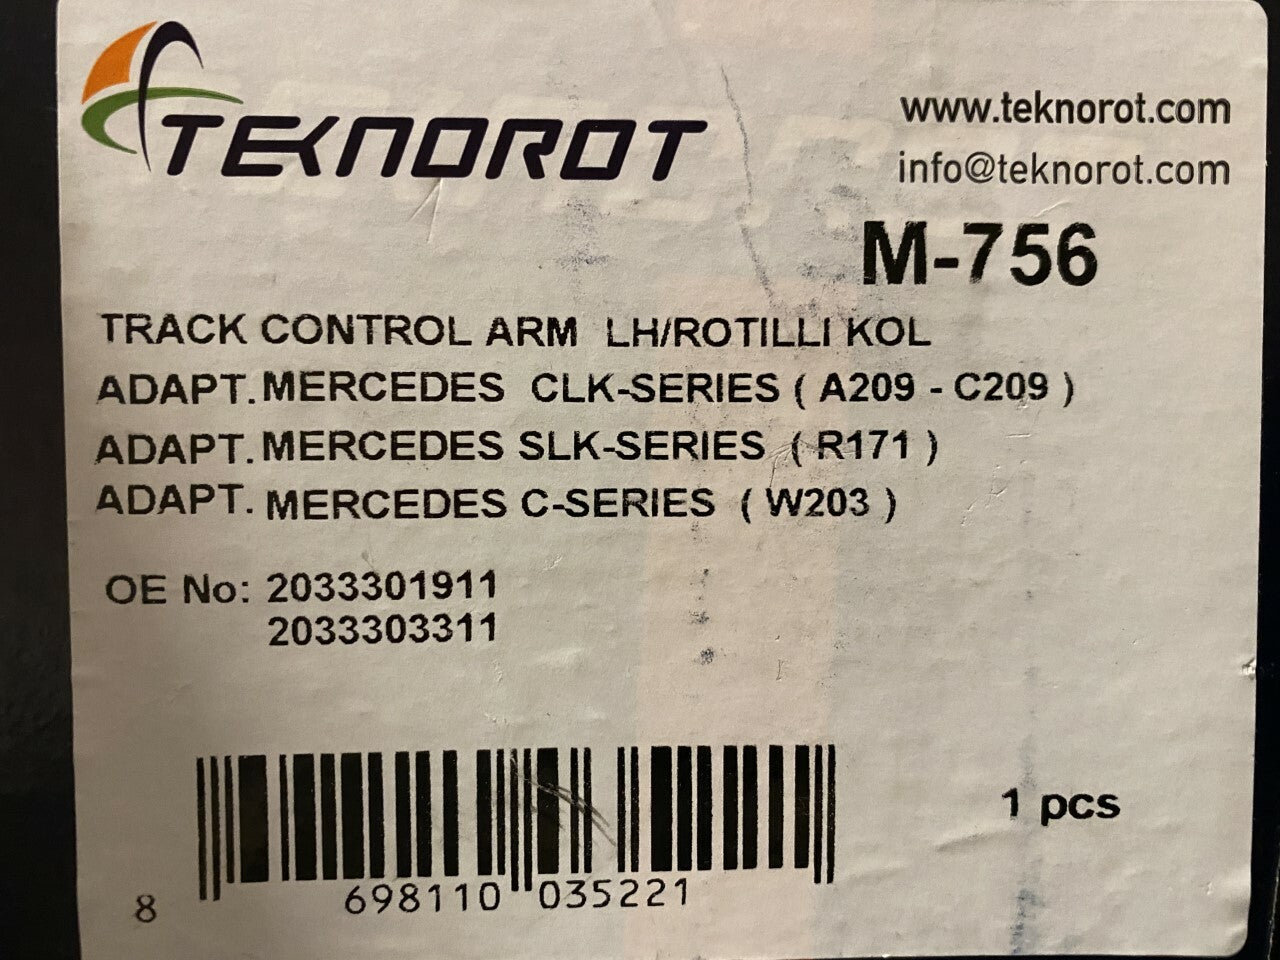 TEKNOROT
www.teknorot.com
info@teknorot.com
M-756
TRACK CONTROL ARM LH/ROTILLI KOL
ADAPT. MERCEDES CLK-SERIES ( A209 - C209 )
ADAPT. MERCEDES SLK-SERIES ( R171 )
ADAPT. MERCEDES C-SERIES ( W203 )
OE No: 2033301911
2033303311
1 pcs
8 698110 035221